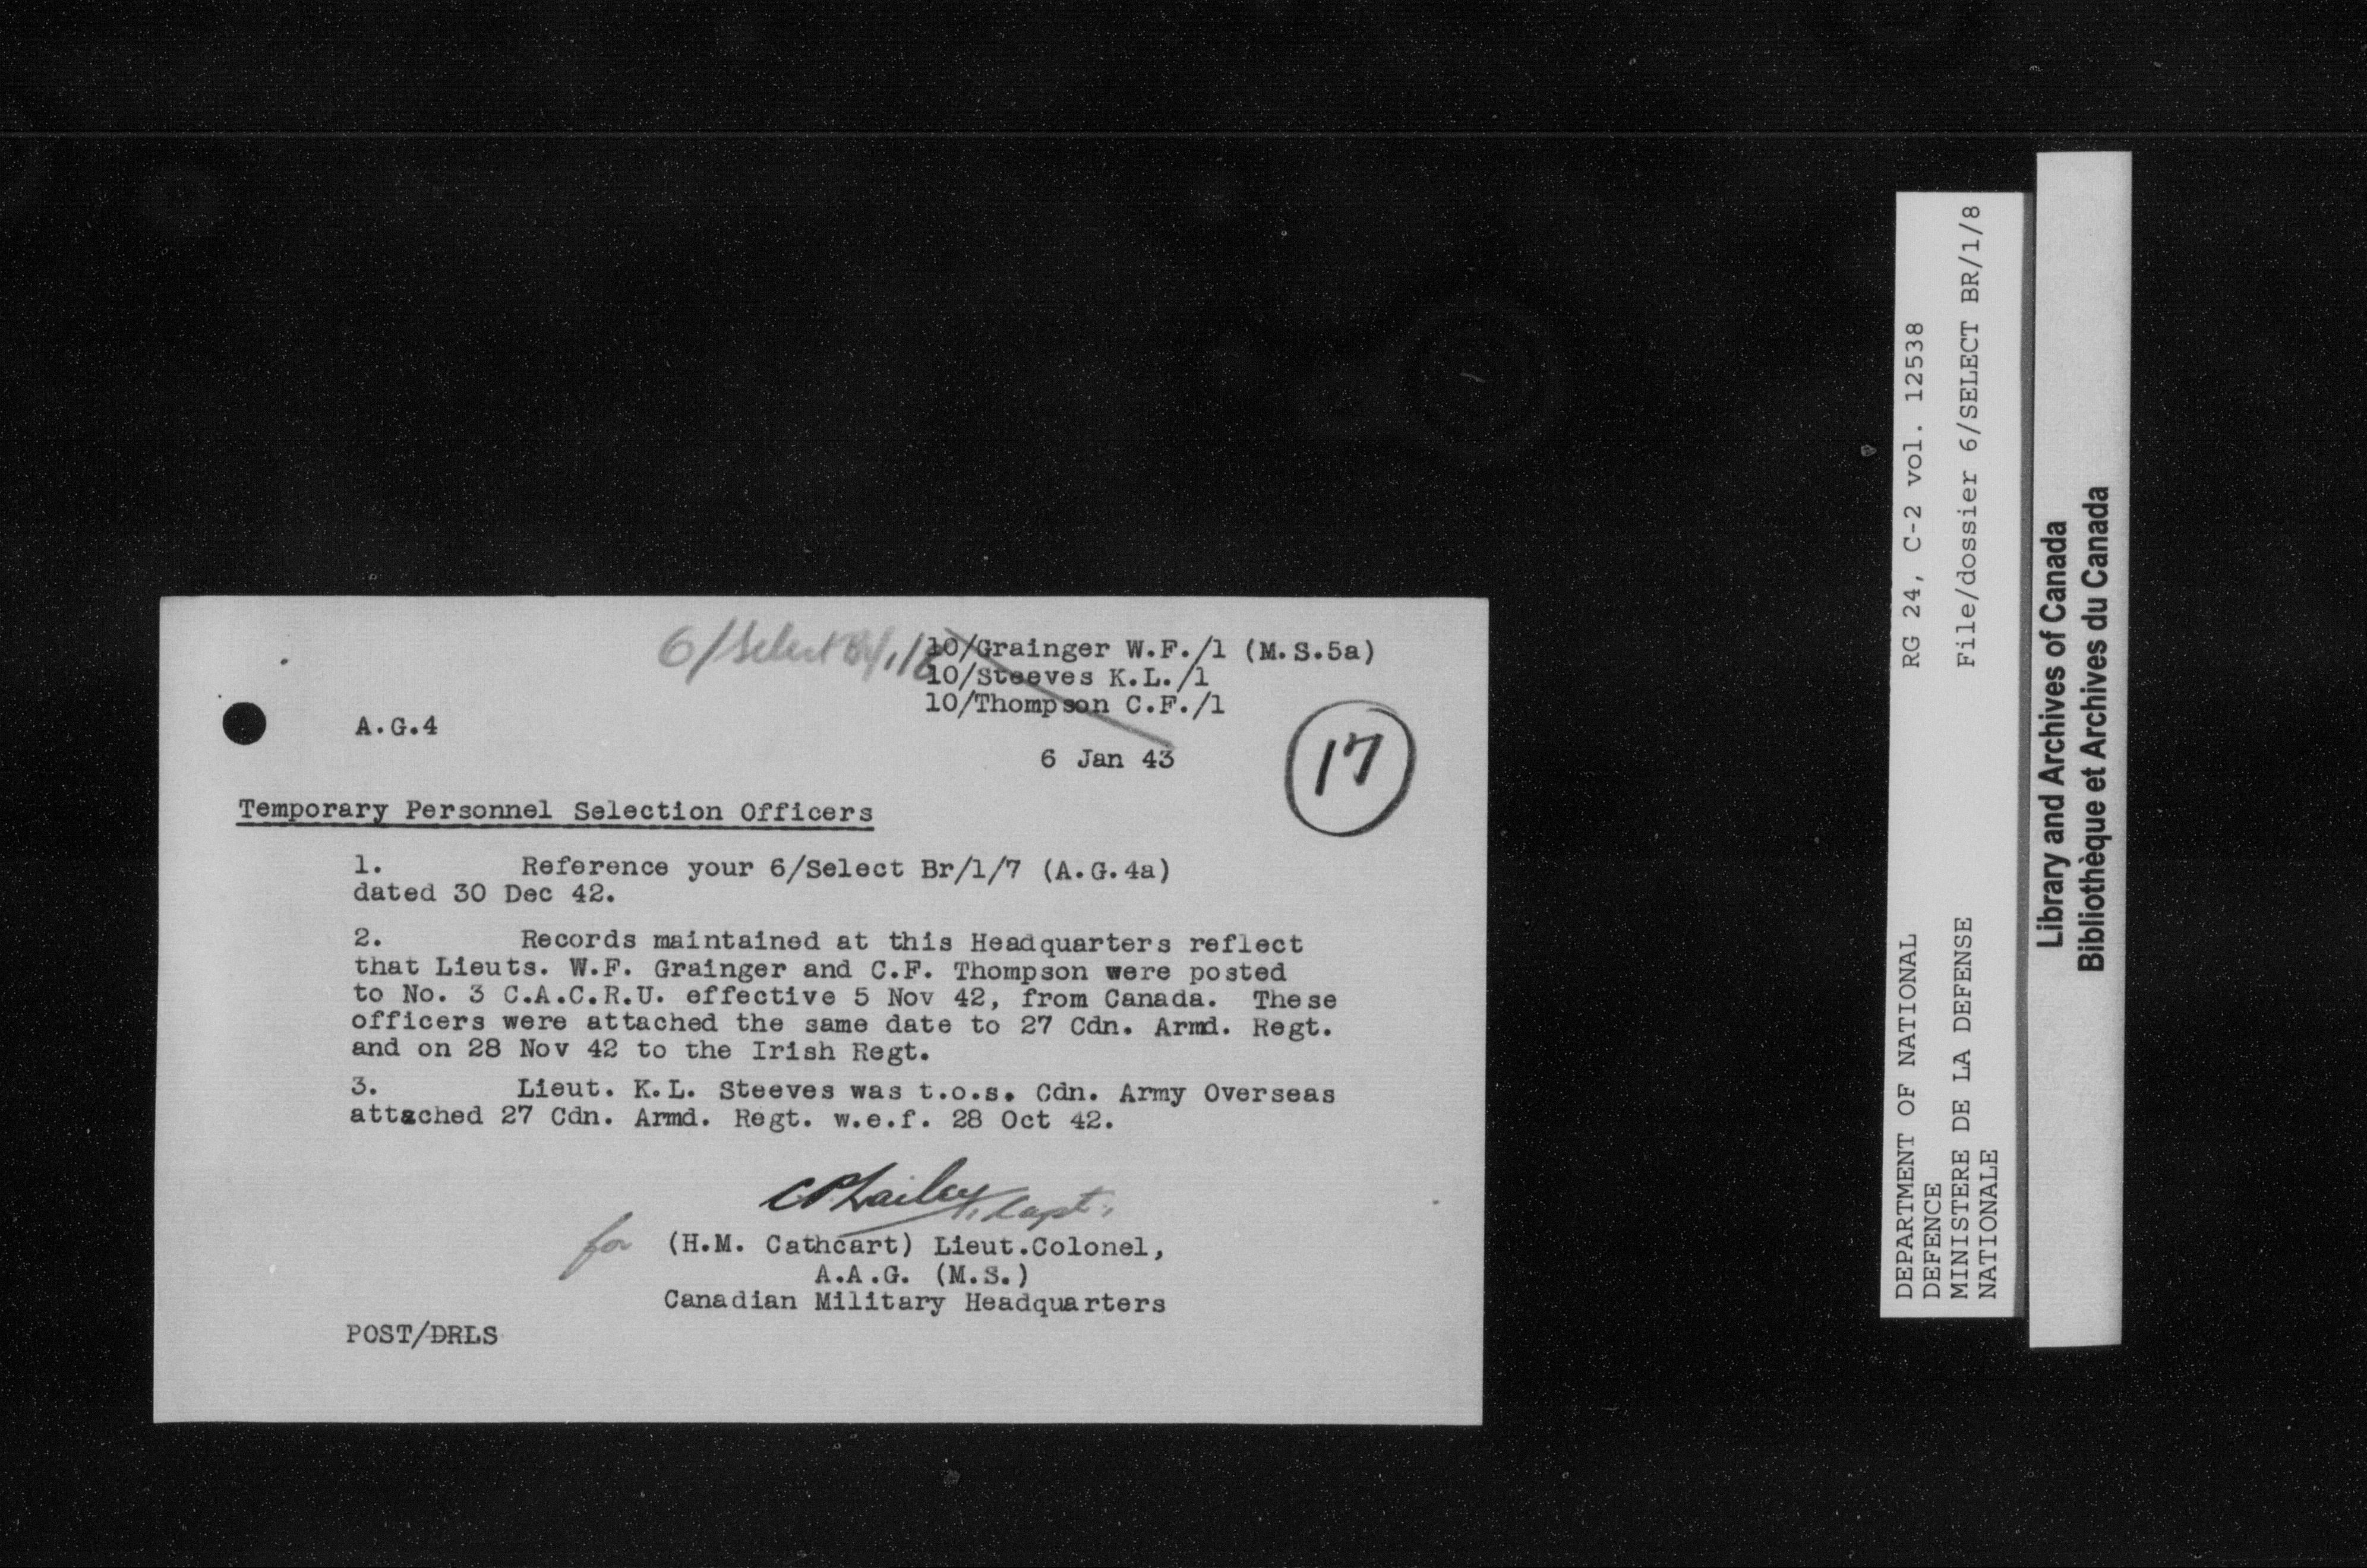 6/Select Br/1/8
10/Grainger W.F./1 (M.S.5a)
10/Steeves K.L./1
10/Thompson C.F./1
A.G.4
6 Jan 43
17
Temporary Personnel Selection Officers
1. Reference your 6/Select Br/1/7 (A.G.4a)
dated 30 Dec 42.
2. Records maintained at this Headquarters reflect
that Lieuts. W.F. Grainger and C.F. Thompson were posted
to No. 3 C.A.C.R.U. effective 5 Nov 42, from Canada. These
officers were attached the same date to 27 Cdn. Armd. Regt.
and on 28 Nov 42 to the Irish Regt.
3. Lieut. K.L. Steeves was t.o.s. Cdn. Army Overseas
attached 27 Cdn. Armd. Regt. w.e.f. 28 Oct 42.
Capt.
for (H.M. Cathcart) Lieut.Colonel,
A.A.G. (M.S.)
Canadian Military Headquarters
POST/DRLS
DEPARTMENT OF NATIONAL
DEFENCE
MINISTERE DE LA DEFENSE
NATIONALE
RG 24, C-2 vol. 12538
File/dossier 6/SELECT BR/1/8
Library and Archives of Canada
Bibliothèque et Archives du Canada